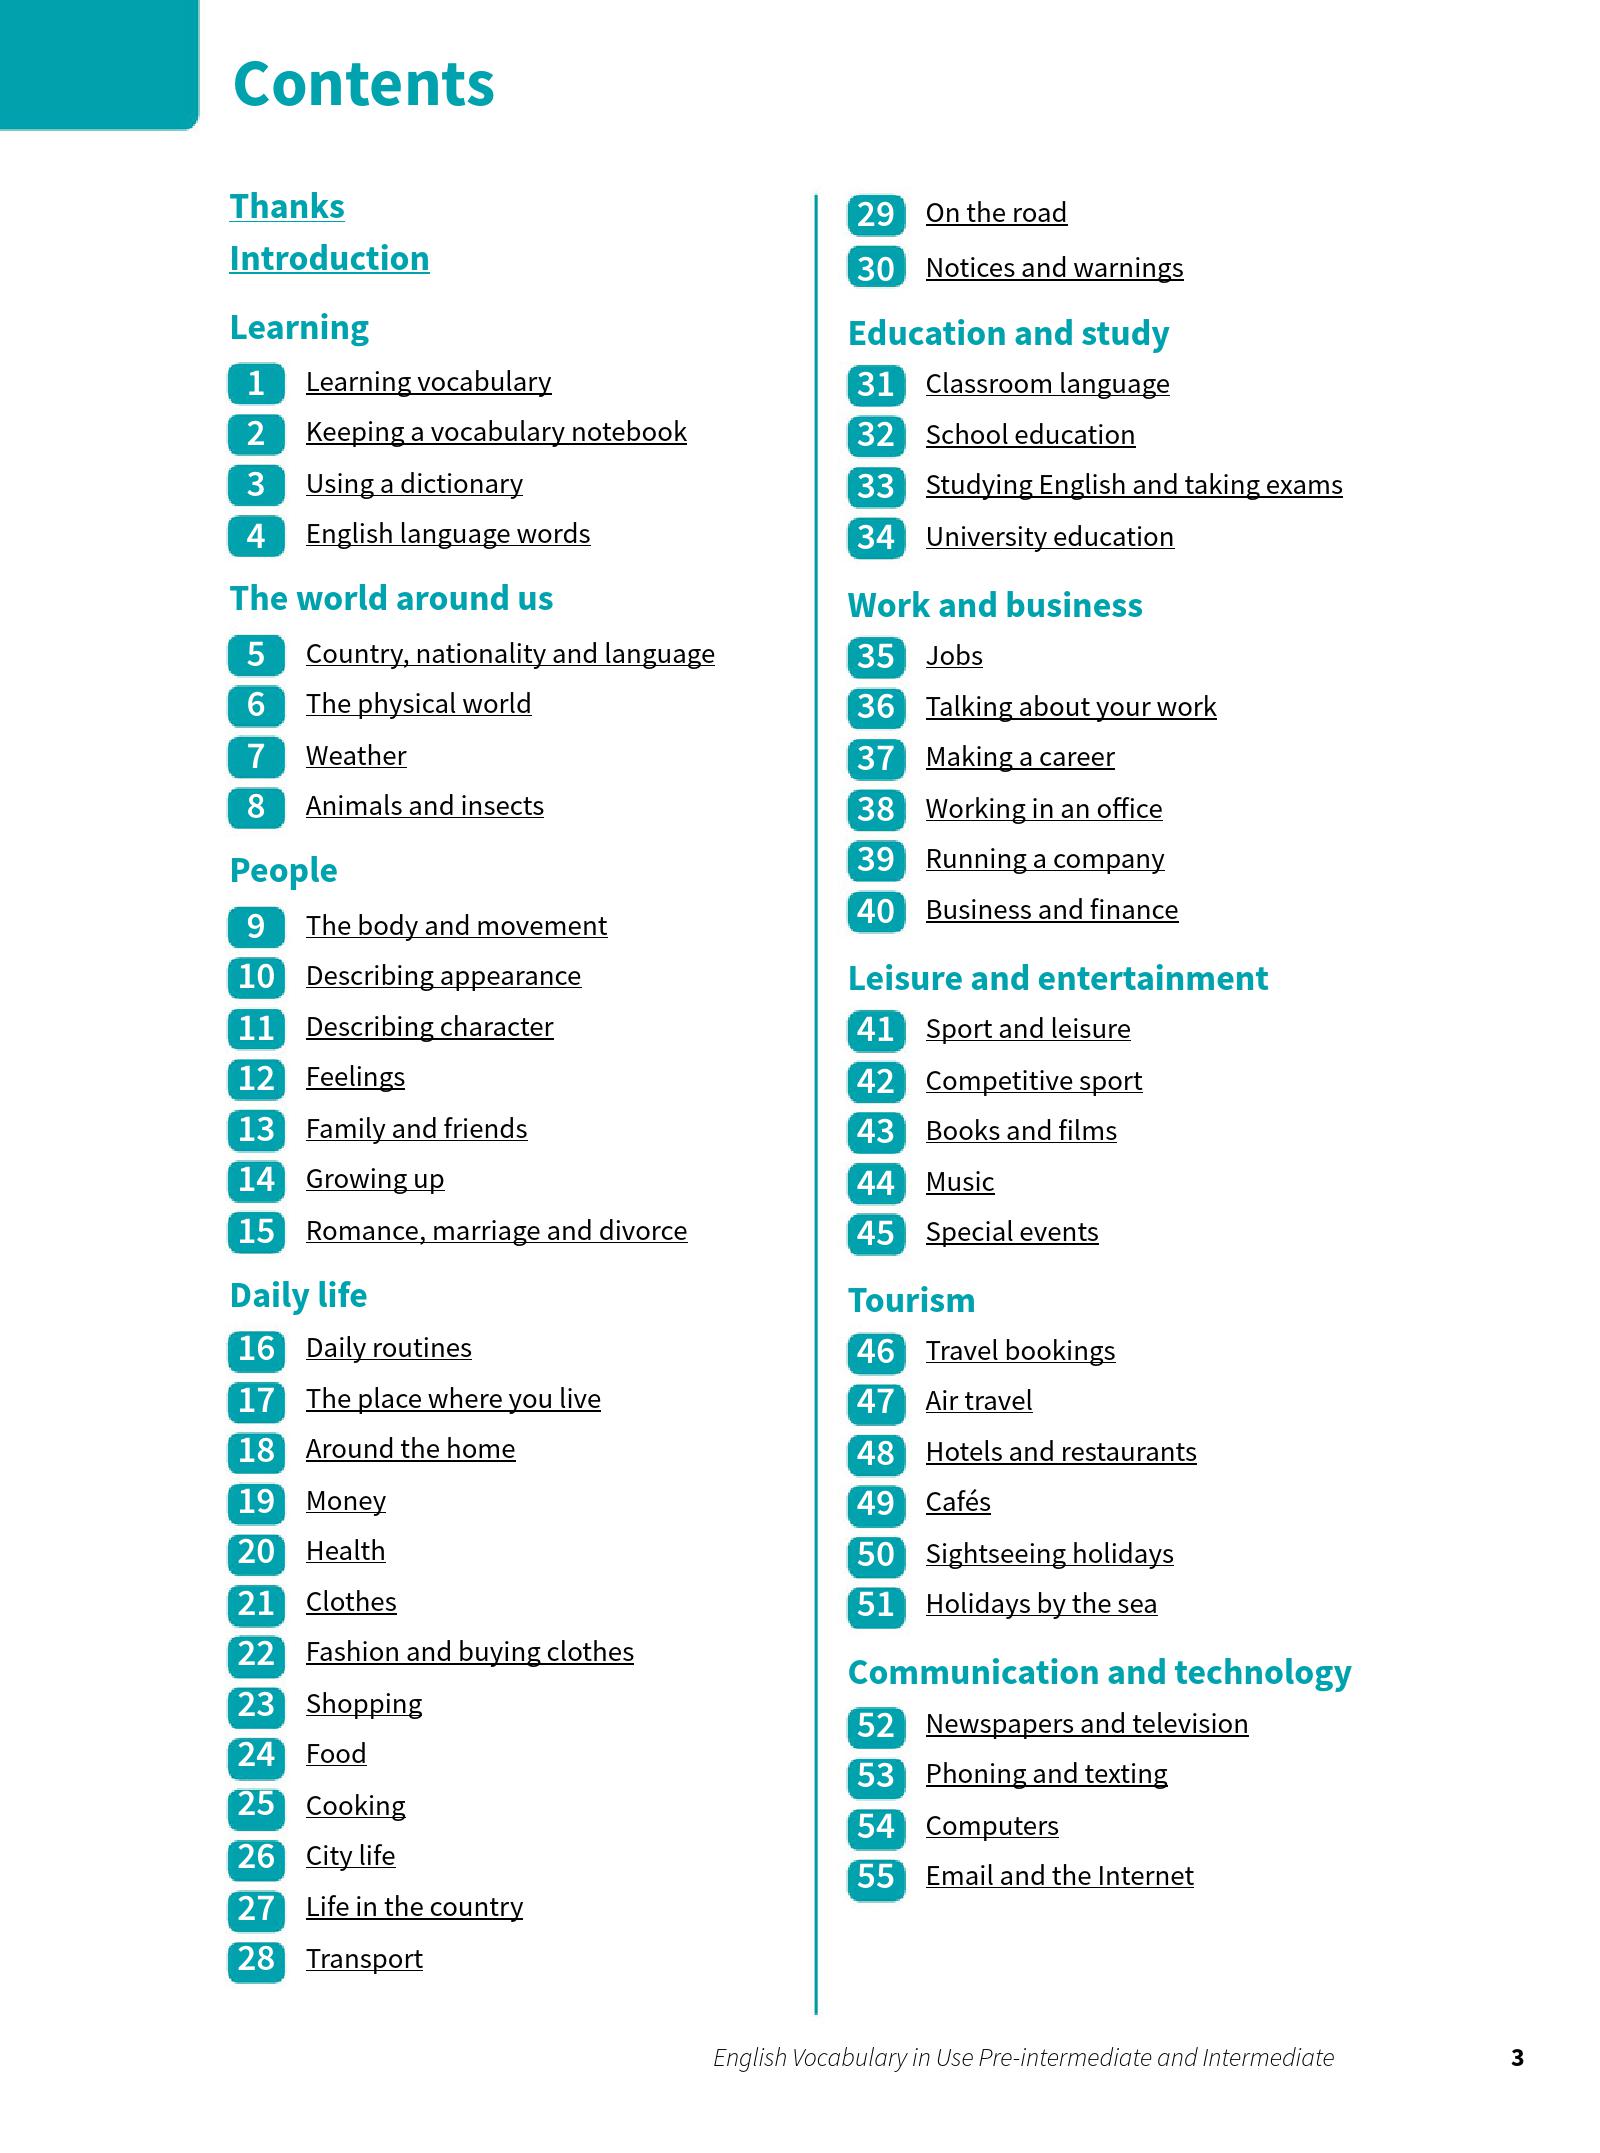 Contents
Thanks
Introduction
Learning
1 Learning vocabulary
2 Keeping a vocabulary notebook
3 Using a dictionary
4 English language words
The world around us
5 Country, nationality and language
6 The physical world
7 Weather
8 Animals and insects
People
9 The body and movement
10 Describing appearance
11 Describing character
12 Feelings
13 Family and friends
14 Growing up
15 Romance, marriage and divorce
Daily life
16 Daily routines
17 The place where you live
18 Around the home
19 Money
20 Health
21 Clothes
22 Fashion and buying clothes
23 Shopping
24 Food
25 Cooking
26 City life
27 Life in the country
28 Transport
29 On the road
30 Notices and warnings
Education and study
31 Classroom language
32 School education
33 Studying English and taking exams
34 University education
Work and business
35 Jobs
36 Talking about your work
37 Making a career
38 Working in an office
39 Running a company
40 Business and finance
Leisure and entertainment
41 Sport and leisure
42 Competitive sport
43 Books and films
44 Music
45 Special events
Tourism
46 Travel bookings
47 Air travel
48 Hotels and restaurants
49 Cafés
50 Sightseeing holidays
51 Holidays by the sea
Communication and technology
52 Newspapers and television
53 Phoning and texting
54 Computers
55 Email and the Internet
English Vocabulary in Use Pre-intermediate and Intermediate 3